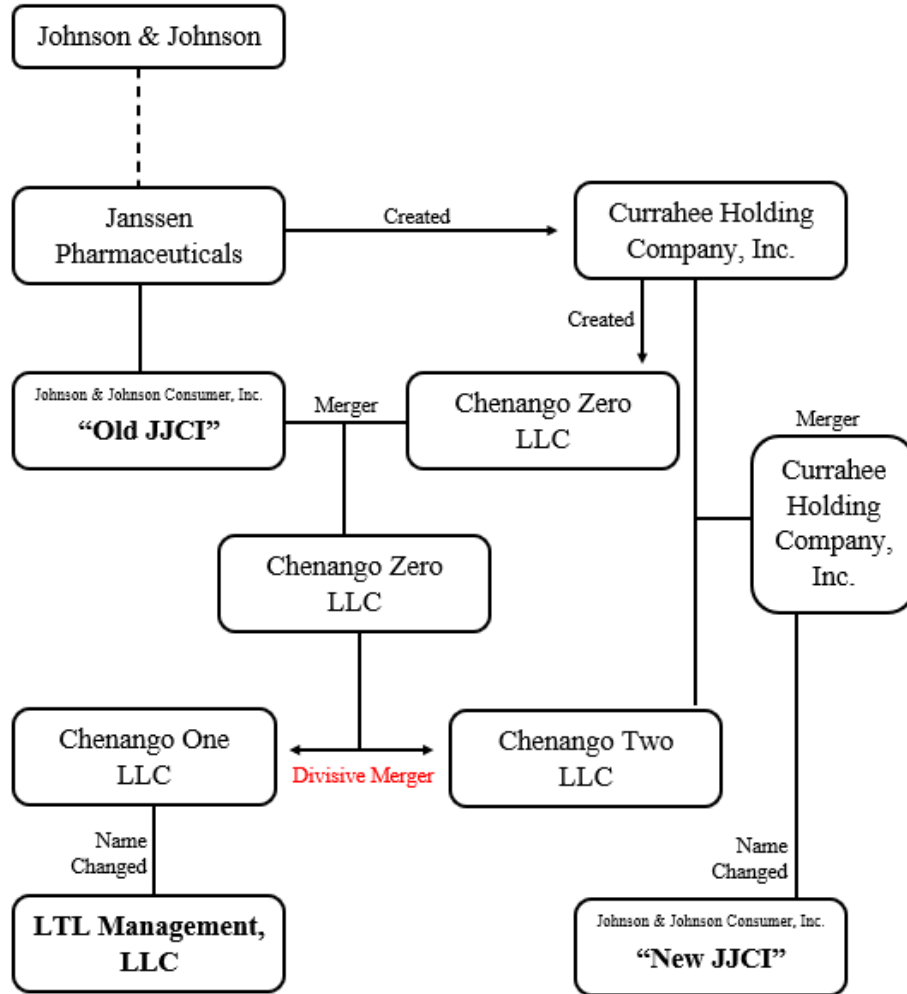 Johnson & Johnson
Janssen
Pharmaceuticals
Created
Currahee Holding
Company, Inc.
Created
Johnson & Johnson Consumer, Inc.
“Old JJCI”
Merger
Chenango Zero
LLC
Merger
Currahee
Holding
Company,
Inc.
Chenango Zero
LLC
Chenango One
LLC
Divisive Merger
Chenango Two
LLC
Name
Changed
Name
Changed
LTL Management,
LLC
Johnson & Johnson Consumer, Inc.
“New JJCI”